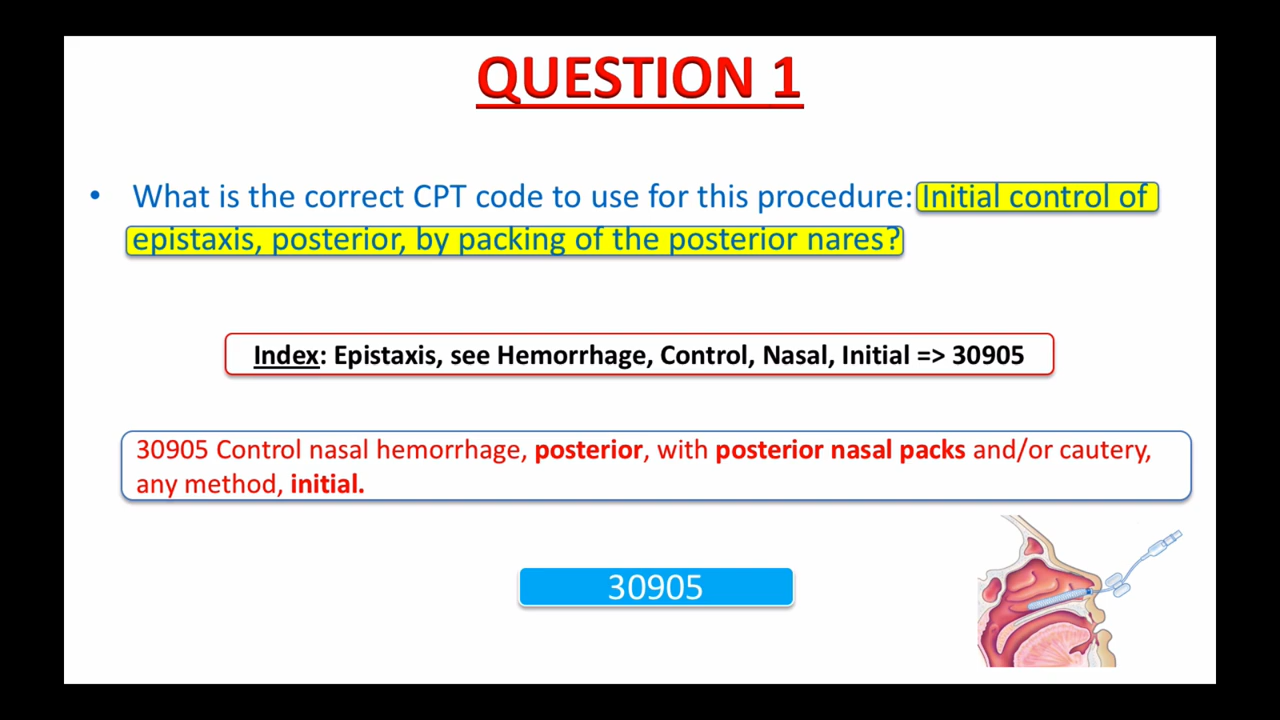 QUESTION 1
• What is the correct CPT code to use for this procedure: Initial control of
epistaxis, posterior, by packing of the posterior nares?
Index: Epistaxis, see Hemorrhage, Control, Nasal, Initial => 30905
30905 Control nasal hemorrhage, posterior, with posterior nasal packs and/or cautery,
any method, initial.
30905